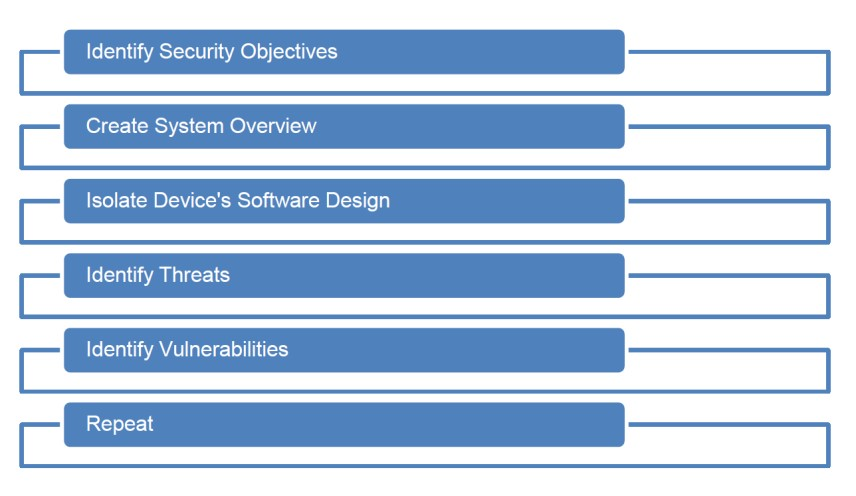 Identify Security Objectives
Create System Overview
Isolate Device's Software Design
Identify Threats
Identify Vulnerabilities
Repeat